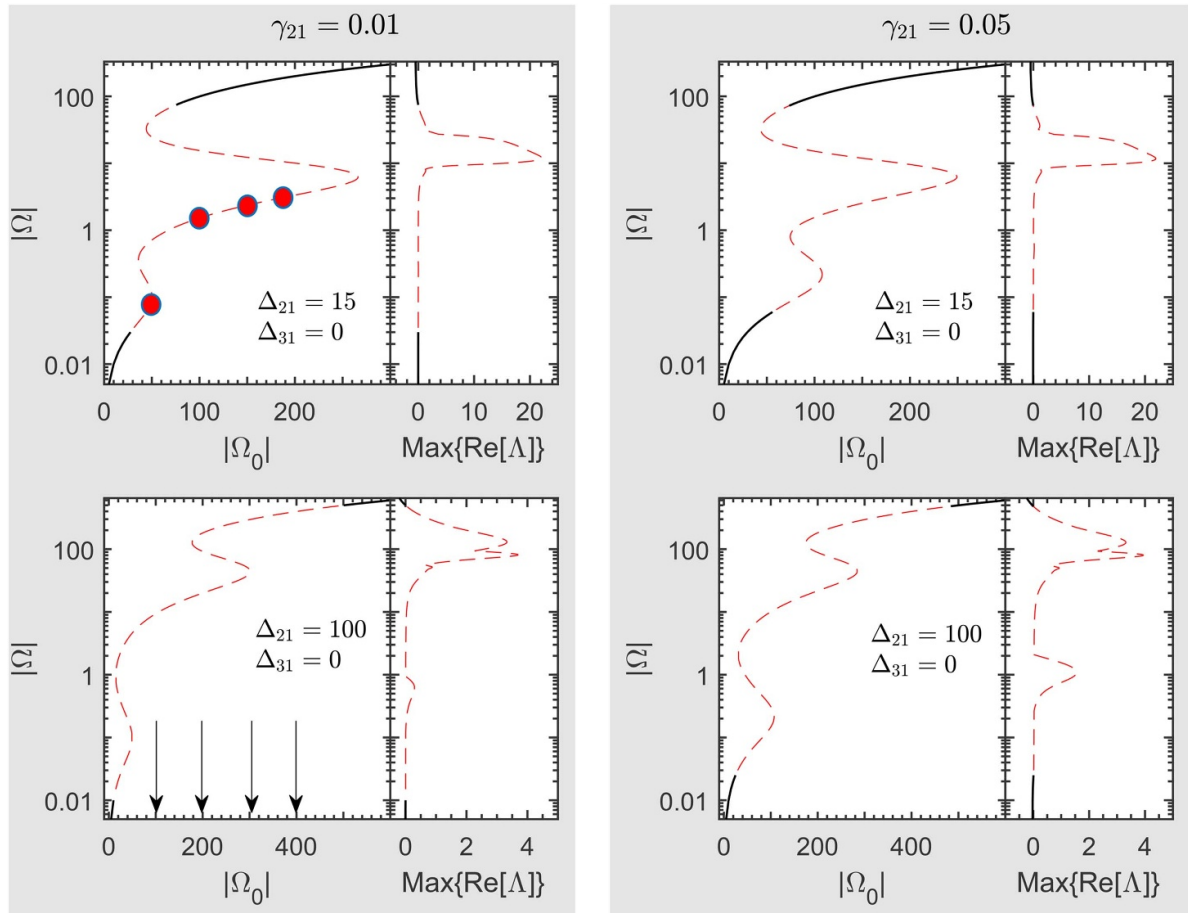 γ₂₁ = 0.01
γ₂₁ = 0.05
|Ω|
100
1
0.01
Δ₂₁ = 15
Δ₃₁ = 0
0 100 200
|Ω₀|
0 10 20
Max{Re[Λ]}
|Ω|
100
1
0.01
Δ₂₁ = 15
Δ₃₁ = 0
0 100 200
|Ω₀|
0 10 20
Max{Re[Λ]}
|Ω|
100
1
0.01
Δ₂₁ = 100
Δ₃₁ = 0
0 200 400
|Ω₀|
0 2 4
Max{Re[Λ]}
|Ω|
100
1
0.01
Δ₂₁ = 100
Δ₃₁ = 0
0 200 400
|Ω₀|
0 2 4
Max{Re[Λ]}